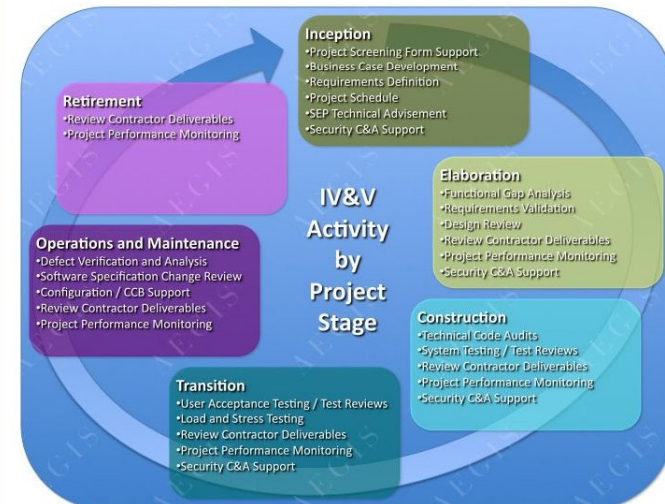 Inception
•Project Screening Form Support
•Business Case Development
•Requirements Definition
•Project Schedule
•SEP Technical Advisement
•Security C&A Support
Elaboration
•Functional Gap Analysis
•Requirements Validation
•Design Review
•Review Contractor Deliverables
•Project Performance Monitoring
•Security C&A Support
Construction
•Technical Code Audits
•System Testing / Test Reviews
•Review Contractor Deliverables
•Project Performance Monitoring
•Security C&A Support
Transition
•User Acceptance Testing / Test Reviews
•Load and Stress Testing
•Review Contractor Deliverables
•Project Performance Monitoring
•Security C&A Support
Operations and Maintenance
•Defect Verification and Analysis
•Software Specification Change Review
•Configuration / CCB Support
•Review Contractor Deliverables
•Project Performance Monitoring
Retirement
•Review Contractor Deliverables
•Project Performance Monitoring
IV&V
Activity
by
Project
Stage
AEGIS